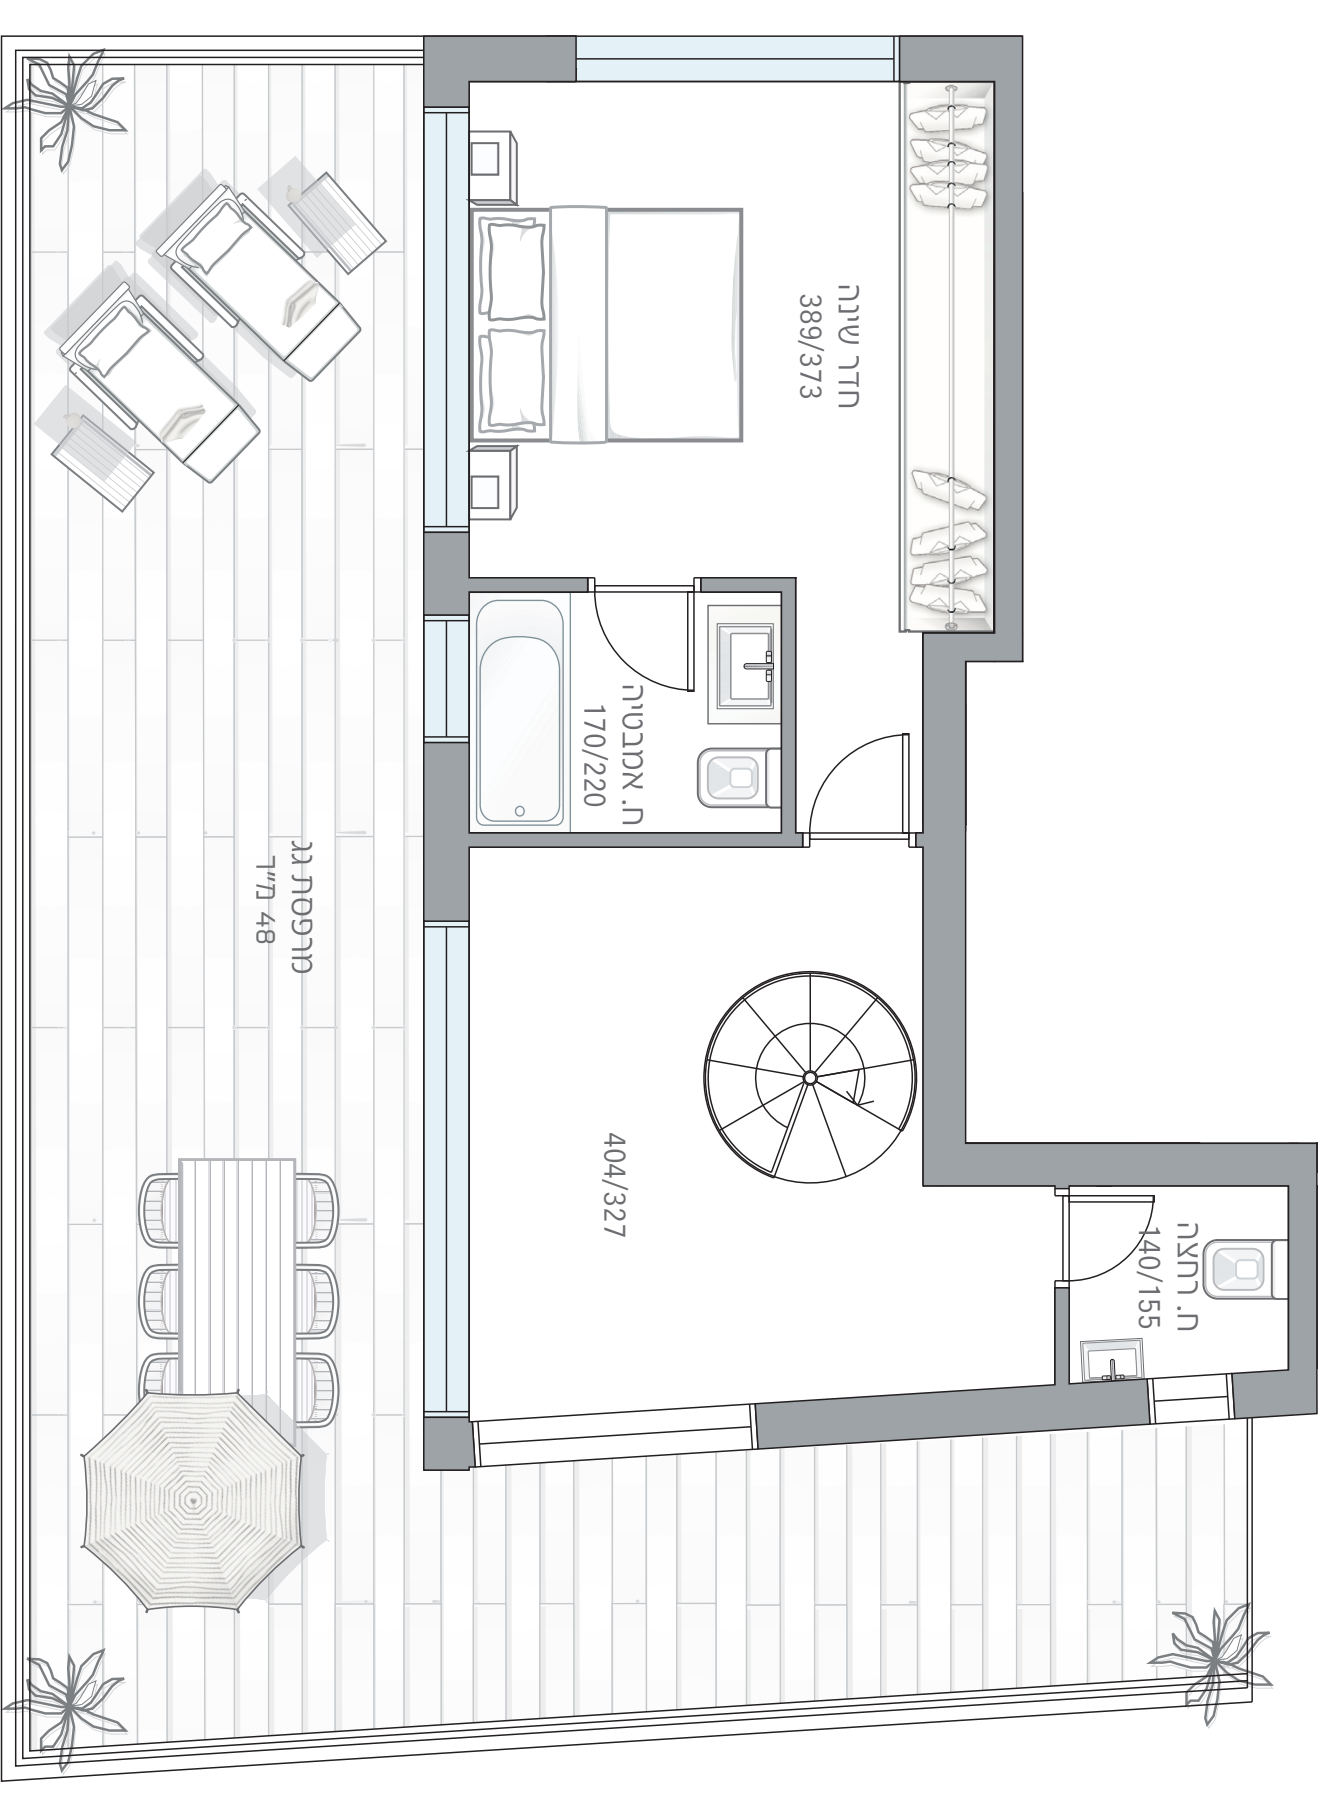 חדר שינה
389/373
ח. אמבטיה
170/220
מרפסת גג
48 מ"ר
404/327
ח. רחצה
140/155